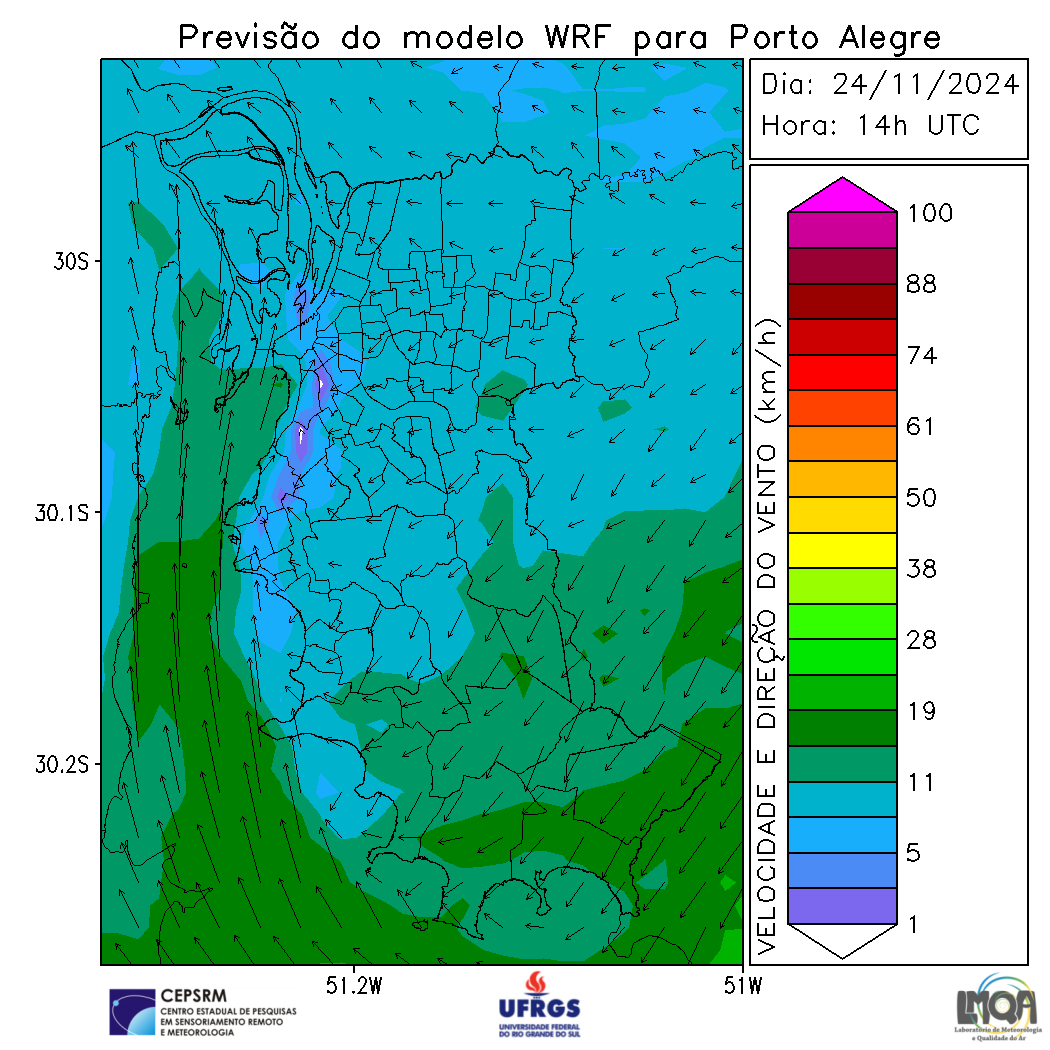 Previsão do modelo WRF para Porto Alegre
Dia: 24/11/2024
Hora: 14h UTC
30S
30.1S
30.2S
51.2W
51W
VELOCIDADE E DIREÇÃO DO VENTO (km/h)
100
88
74
61
50
38
28
19
11
5
1
CEPSRM
CENTRO ESTADUAL DE PESQUISAS
EM SENSORIAMENTO REMOTO
E METEOROLOGIA
UFRGS
UNIVERSIDADE FEDERAL
DO RIO GRANDE DO SUL
LMQA
Laboratório de Meteorologia
e Qualidade do Ar